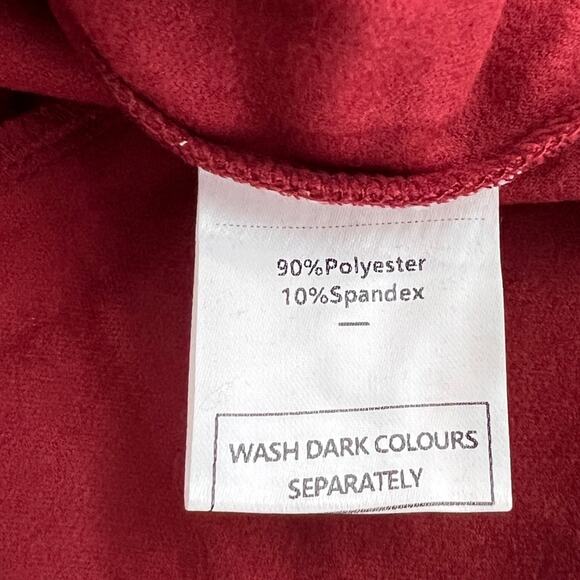 90%Polyester
10%Spandex
WASH DARK COLOURS
SEPARATELY